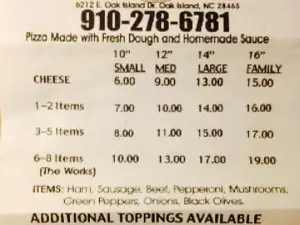 6212 E. Oak Island Dr. Oak Island, NC 28465
910-278-6781
Pizza Made with Fresh Dough and Homemade Sauce
10" 12" 14" 16"
SMALL MED LARGE FAMILY
CHEESE 6.00 9.00 13.00 15.00
1-2 Items 7.00 10.00 14.00 16.00
3-5 Items 8.00 11.00 15.00 17.00
6-8 Items 10.00 13.00 17.00 19.00
(The Works)
ITEMS: Ham, Sausage, Beef, Pepperoni, Mushrooms,
Green Peppers, Onions, Black Olives.
ADDITIONAL TOPPINGS AVAILABLE